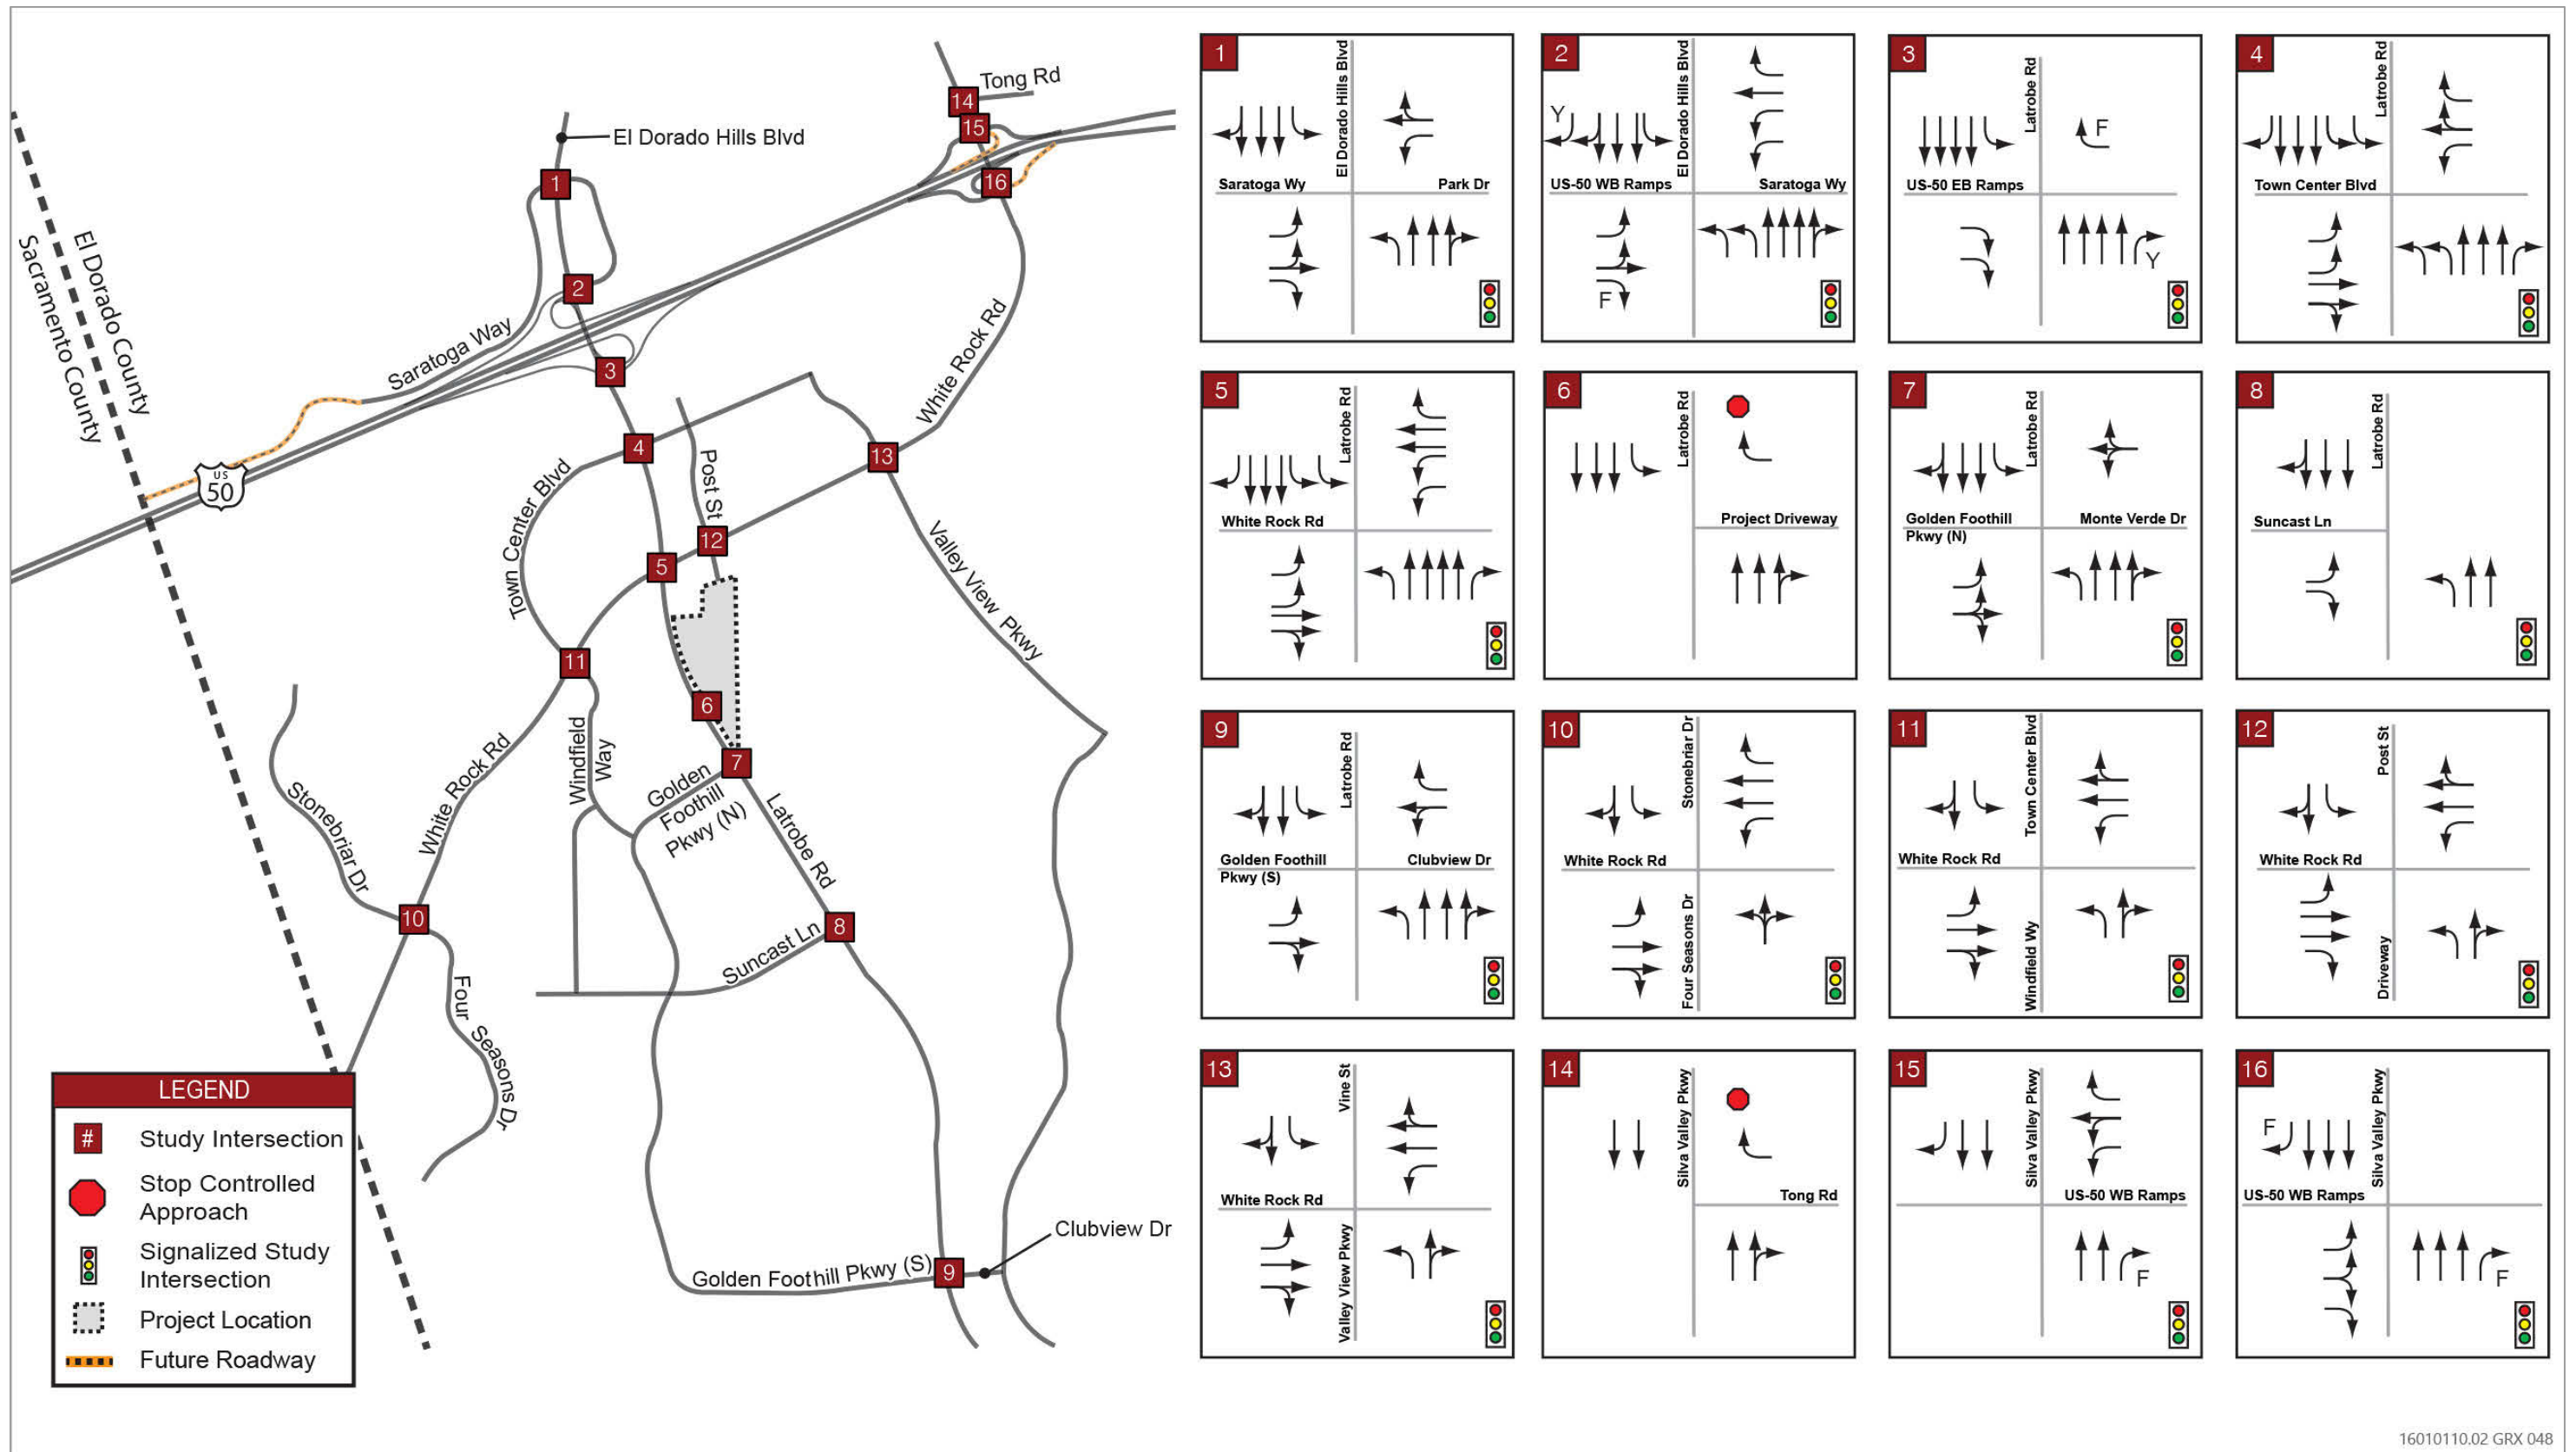 Tong Rd
14
15
16
El Dorado Hills Blvd
1
2
3
El Dorado County
Sacramento County
Saratoga Way
US
50
White Rock Rd
4
Post St
13
Town Center Blvd
12
5
Valley View Pkwy
11
6
7
Windfield
Way
Golden
Foothill
Pkwy (N)
Latrobe Rd
White Rock Rd
Stonebriar Dr
10
8
Suncast Ln
Four Seasons Dr
Golden Foothill Pkwy (S)
9
Clubview Dr
LEGEND
# Study Intersection
Stop Controlled
Approach
Signalized Study
Intersection
Project Location
Future Roadway
1
El Dorado Hills Blvd
Saratoga Wy
Park Dr
2
El Dorado Hills Blvd
Y
US-50 WB Ramps
Saratoga Wy
F
3
Latrobe Rd
F
US-50 EB Ramps
Y
4
Latrobe Rd
Town Center Blvd
5
Latrobe Rd
White Rock Rd
6
Latrobe Rd
Project Driveway
7
Latrobe Rd
Golden Foothill
Pkwy (N)
Monte Verde Dr
8
Latrobe Rd
Suncast Ln
9
Latrobe Rd
Golden Foothill
Pkwy (S)
Clubview Dr
10
Stonebriar Dr
White Rock Rd
Four Seasons Dr
11
Town Center Blvd
White Rock Rd
Windfield Wy
12
Post St
White Rock Rd
Driveway
13
Vine St
White Rock Rd
Valley View Pkwy
14
Silva Valley Pkwy
Tong Rd
15
Silva Valley Pkwy
US-50 WB Ramps
F
16
Silva Valley Pkwy
F
US-50 WB Ramps
F
16010110.02 GRX 048